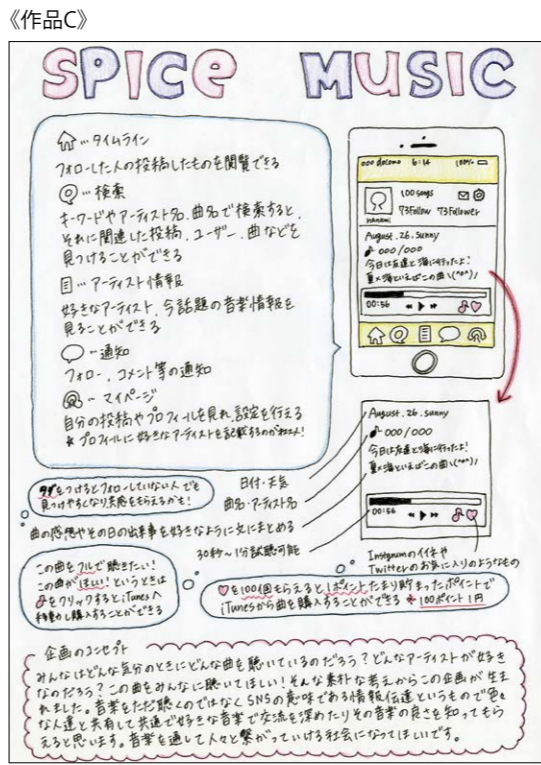 《作品C》
SPICE MUSIC
…タイムライン
フォローした人の投稿したものを閲覧できる
…検索
キーワードやアーティスト名、曲名で検索すると、
それに関連した投稿、ユーザー、曲などを
見つけることができる
…アーティスト情報
好きなアーティスト、今話題の音楽情報を
見ることができる
…通知
フォロー、コメント等の通知
…マイページ
自分の投稿やプロフィールを見れ、設定を行える
★プロフィールに好きなアーティストを記載するのがねらい!
ooo docomo 6:14 100%
100songs
73Follow 73Follower
August.26.sunny
000/000
今日は友達と海に行ったよ!
夏×海といえばこの曲\(^o^)/
00:56
August.26.sunny
000/000
今日は友達と海に行ったよ!
夏×海といえばこの曲\(^o^)/
00:56
タグをつけるとフォローしていない人でも
見つけやすくなり共感をもらえるかも!
日付・天気
曲名・アーティスト名
曲の感想やその日の出来事を好きなように文にまとめる
30秒〜1分試聴可能
Instagramのイイネや
Twitterのお気に入りのようなもの
この曲をフルで聴きたい!
この曲がほしい!というときは
をクリックするとiTunesへ
移動し購入することができる
♡を100個もらえると1ポイントたまり貯まったポイントで
iTunesから曲を購入することができる ★100ポイント1円
企画のコンセプト
みんなはどんな気分のときにどんな曲を聴いているのだろう?どんなアーティストが好き
なのだろう?この曲をみんなに聴いてほしい!そんな素朴な考えからこの企画が生ま
れました。音楽をただ聴くのではなくSNSの意味である情報伝達というもので色々
な人達と共有して共通で好きな音楽で交流を深めたりその音楽の良さを知ってもら
えると思います。音楽を通して人々と繋がっていける社会になってほしいです。